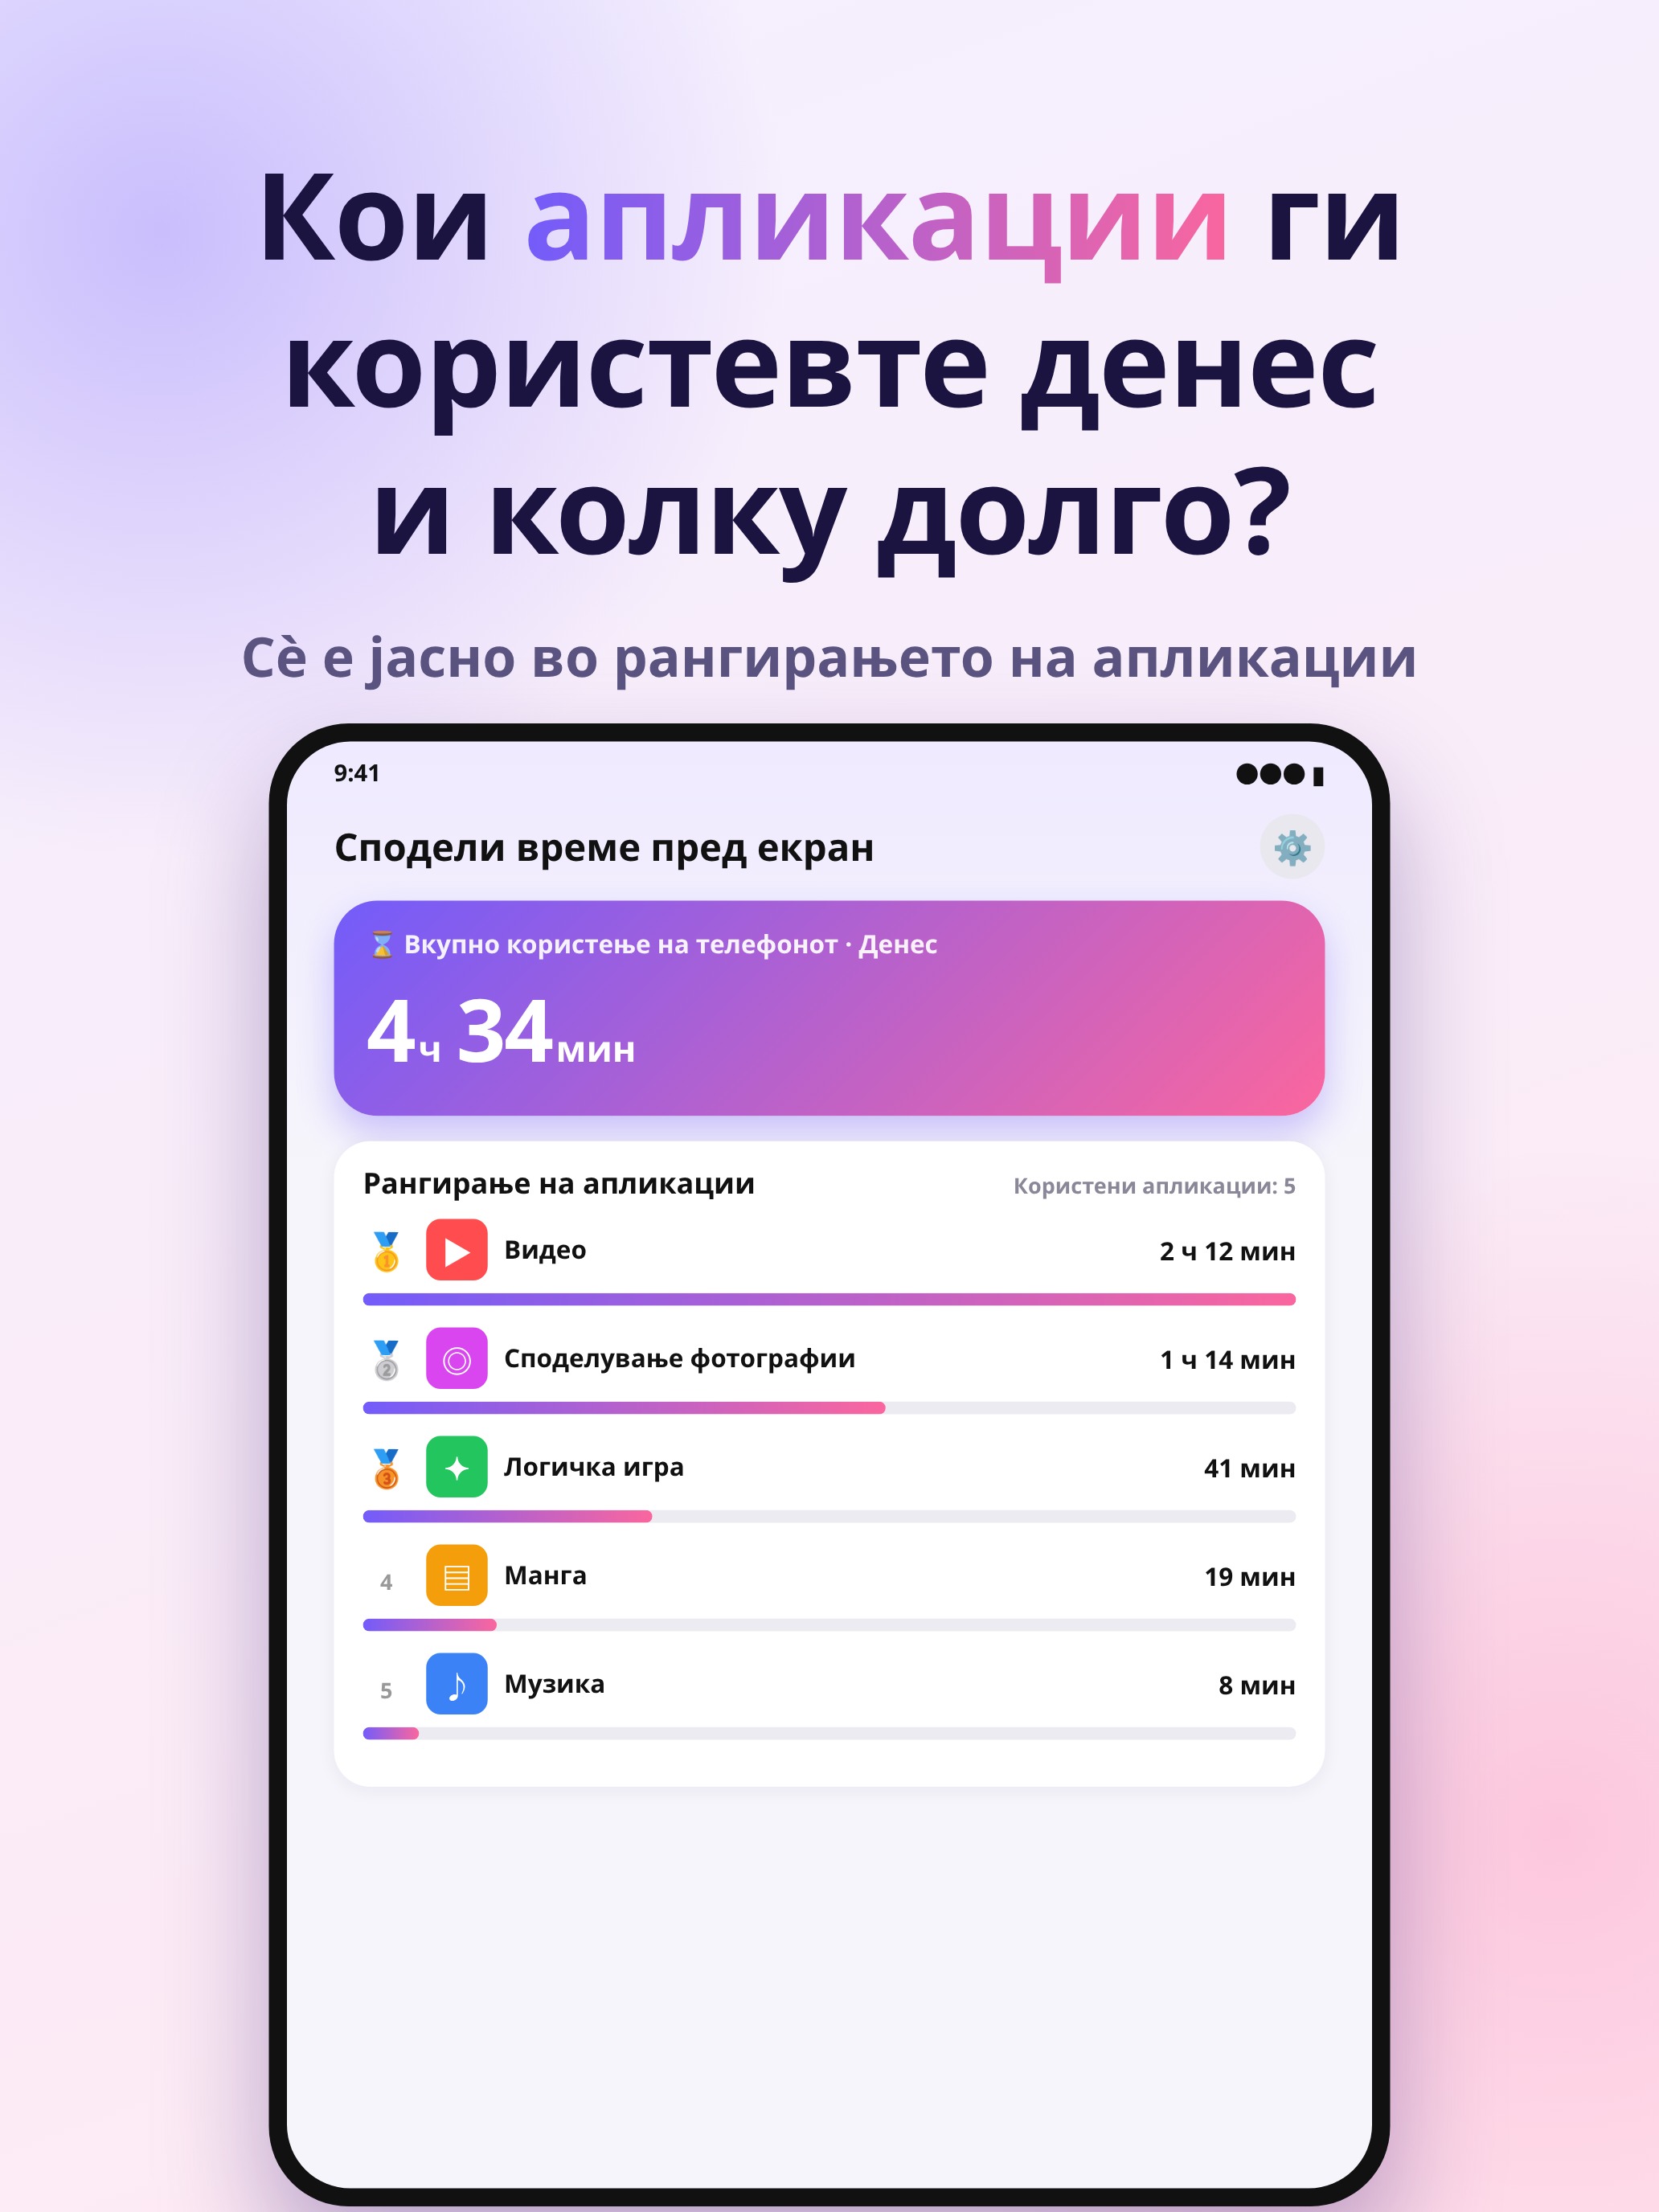 Кои апликации ги
користевте денес
и колку долго?
Сѐ е јасно во рангирањето на апликации
9:41
Сподели време пред екран
⌛ Вкупно користење на телефонот · Денес
4ч 34мин
Рангирање на апликации
Користени апликации: 5
Видео
2 ч 12 мин
Споделување фотографии
1 ч 14 мин
Логичка игра
41 мин
4 Манга
19 мин
5 Музика
8 мин